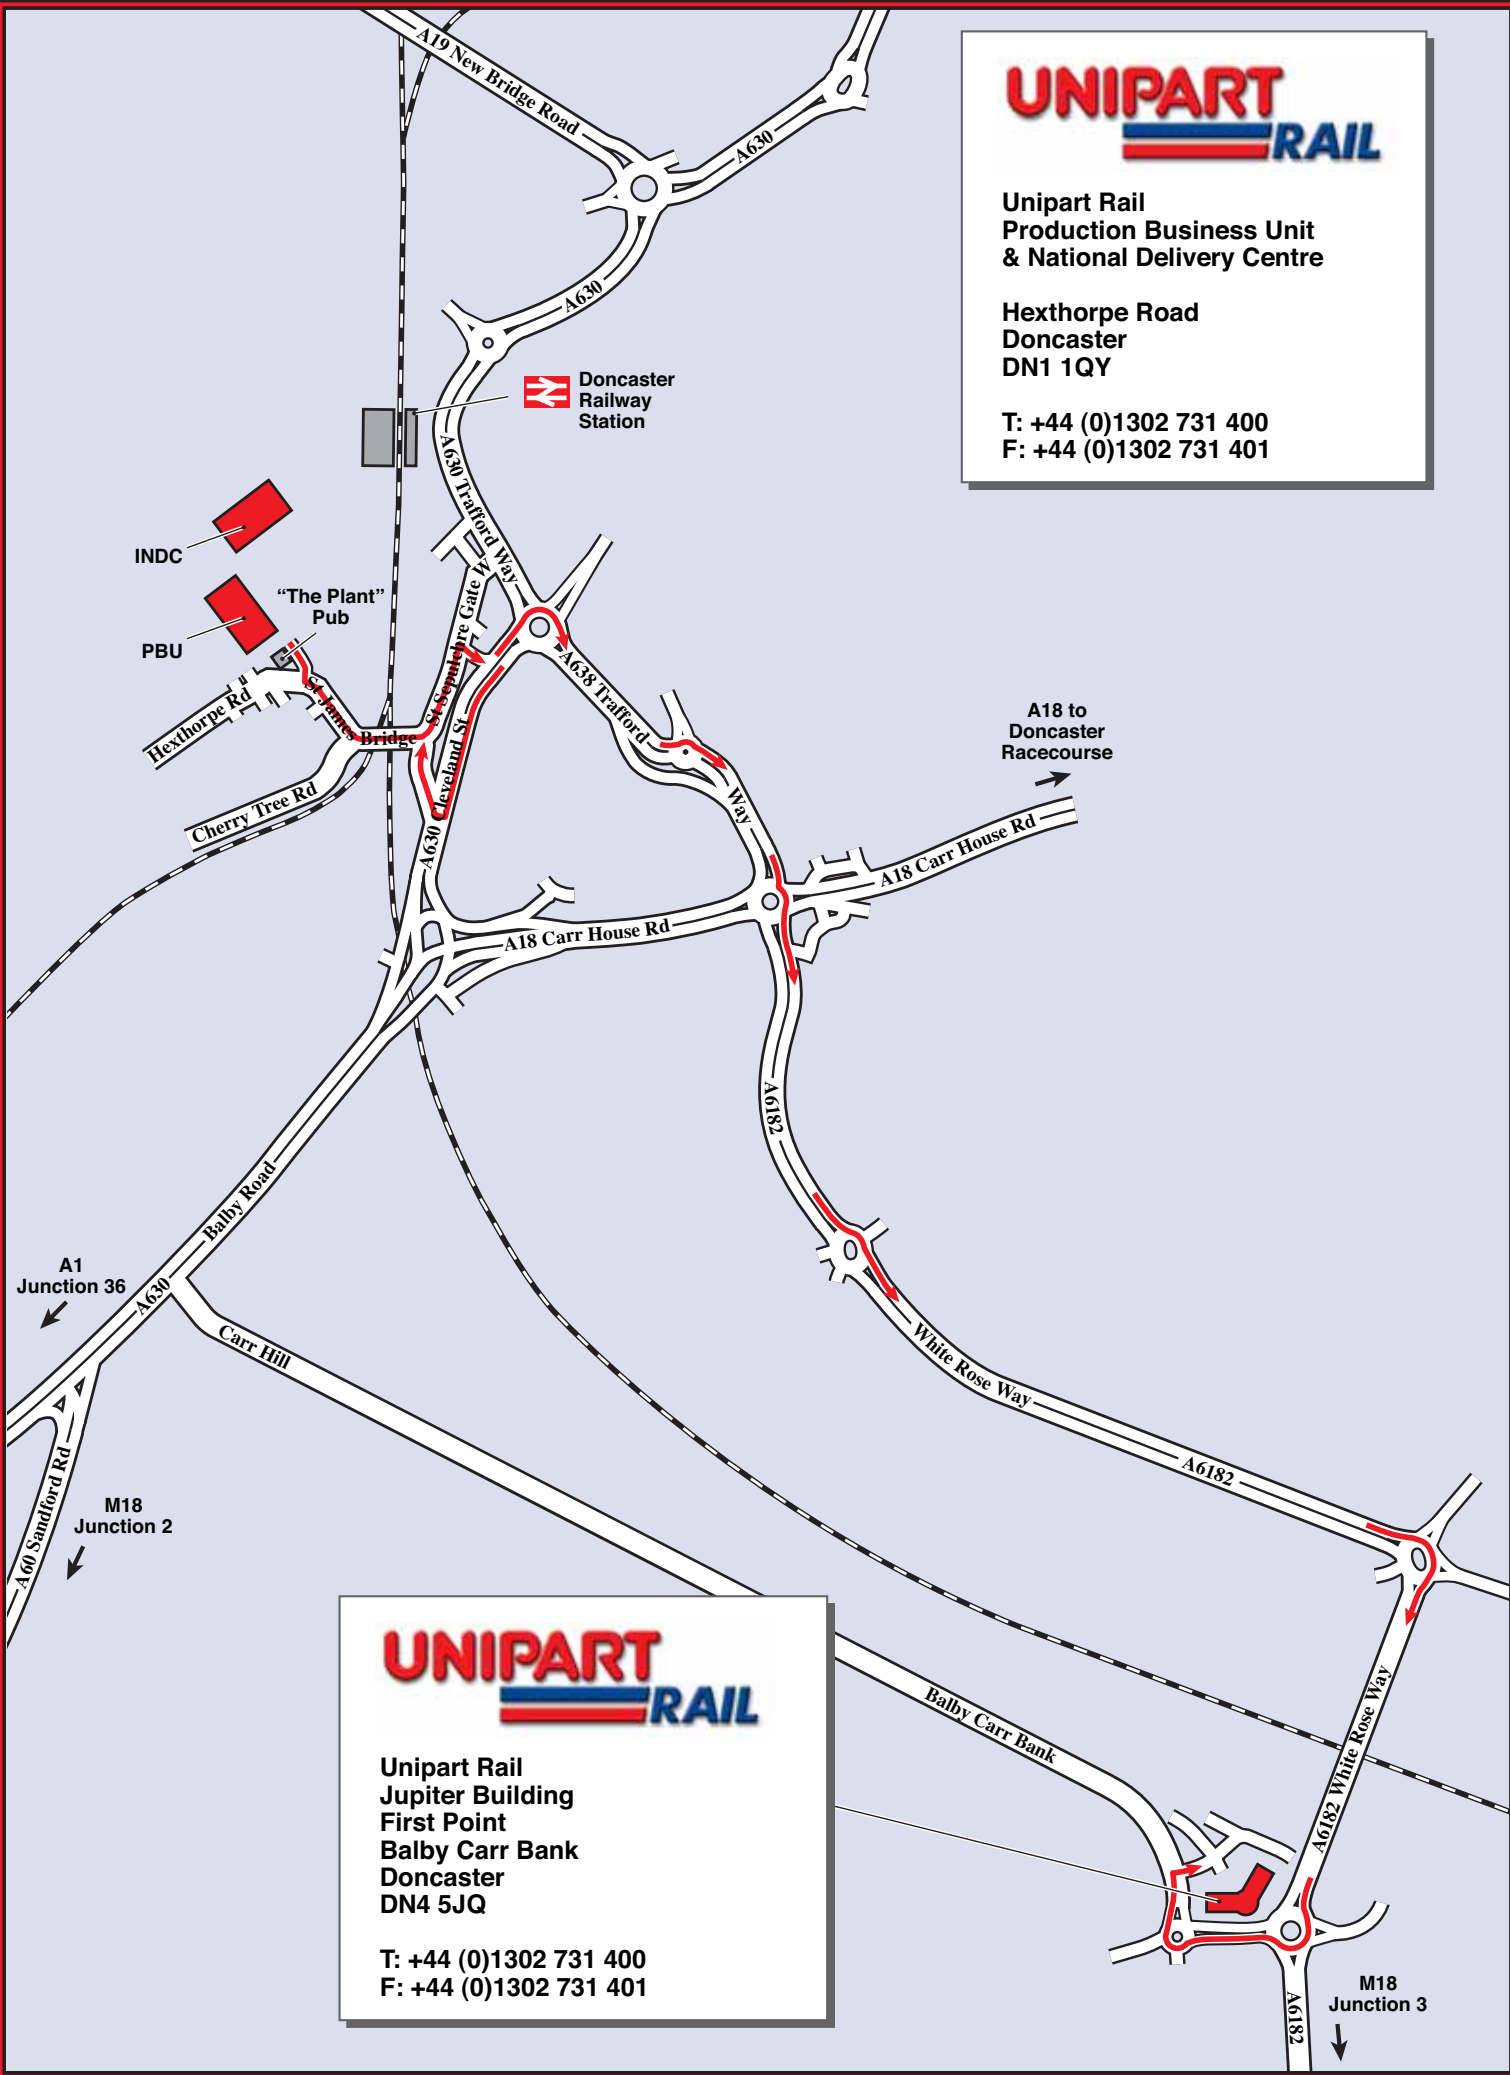 A19 New Bridge Road
A630
UNIPART
RAIL
Unipart Rail
Production Business Unit
& National Delivery Centre
Hexthorpe Road
Doncaster
DN1 1QY
T: +44 (0)1302 731 400
F: +44 (0)1302 731 401
A630
Doncaster
Railway
Station
A630 Trafford Way
INDC
PBU
“The Plant”
Pub
St Sepulchre Gate W
A638 Trafford
Way
St James
Bridge
Hexthorpe Rd
Cherry Tree Rd
A630 Cleveland St
A18 to
Doncaster
Racecourse
A18 Carr House Rd
A18 Carr House Rd
A6182
Balby Road
A630
A1
Junction 36
Carr Hill
White Rose Way
A6182
A60 Sandford Rd
M18
Junction 2
UNIPART
RAIL
Unipart Rail
Jupiter Building
First Point
Balby Carr Bank
Doncaster
DN4 5JQ
T: +44 (0)1302 731 400
F: +44 (0)1302 731 401
Balby Carr Bank
A6182 White Rose Way
A6182
M18
Junction 3